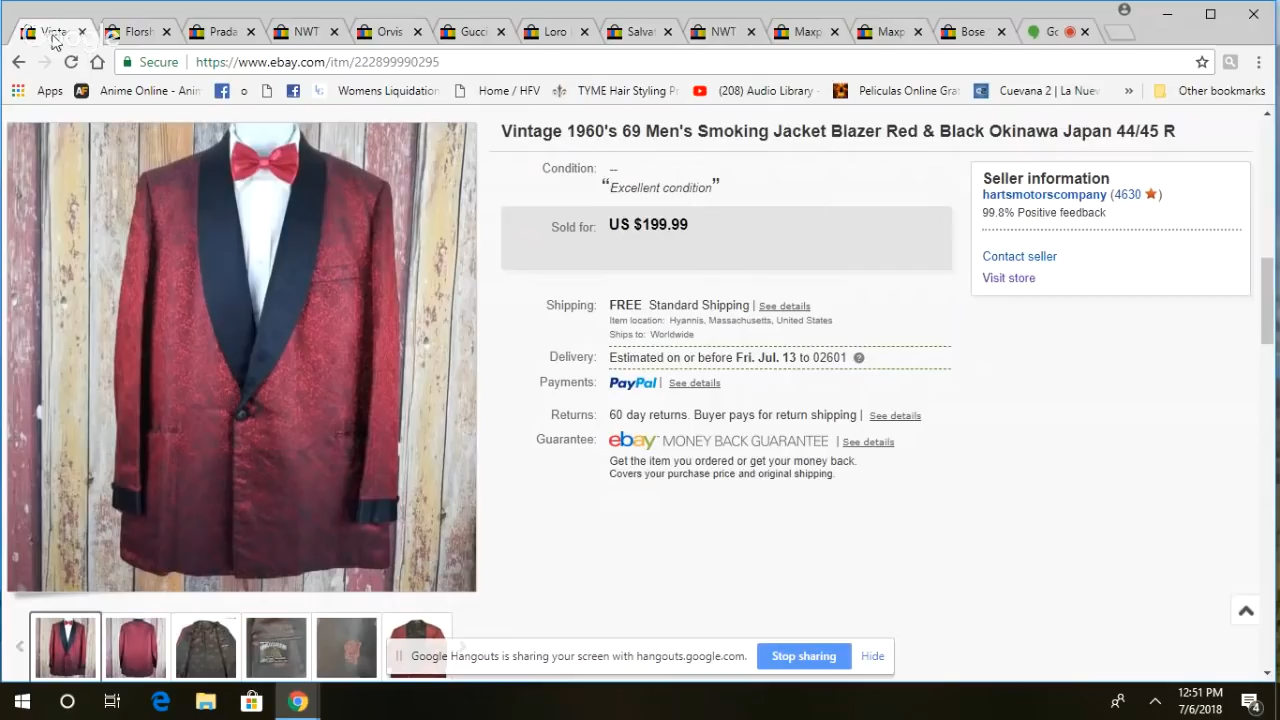 Vinta
Florsh
Prada
NWT
Orvis
Gucci
Loro
Salvat
NWT
Maxp
Maxp
Bose
Go
Secure
https://www.ebay.com/itm/222899990295
Apps
Anime Online - Anim
o
Womens Liquidation
Home / HFV
TYME Hair Styling P
(208) Audio Library -
Peliculas Online Grat
Cuevana 2 | La Nuev
»
Other bookmarks
Vintage 1960's 69 Men's Smoking Jacket Blazer Red & Black Okinawa Japan 44/45 R
Condition: --
“Excellent condition”
Sold for: US $199.99
Shipping: FREE Standard Shipping | See details
Item location: Hyannis, Massachusetts, United States
Ships to: Worldwide
Delivery: Estimated on or before Fri. Jul. 13 to 02601
Payments: PayPal | See details
Returns: 60 day returns. Buyer pays for return shipping | See details
Guarantee: ebay MONEY BACK GUARANTEE | See details
Get the item you ordered or get your money back.
Covers your purchase price and original shipping.
Seller information
hartsmotorscompany (4630 )
99.8% Positive feedback
Contact seller
Visit store
Google Hangouts is sharing your screen with hangouts.google.com.
Stop sharing
Hide
12:51 PM
7/6/2018
4